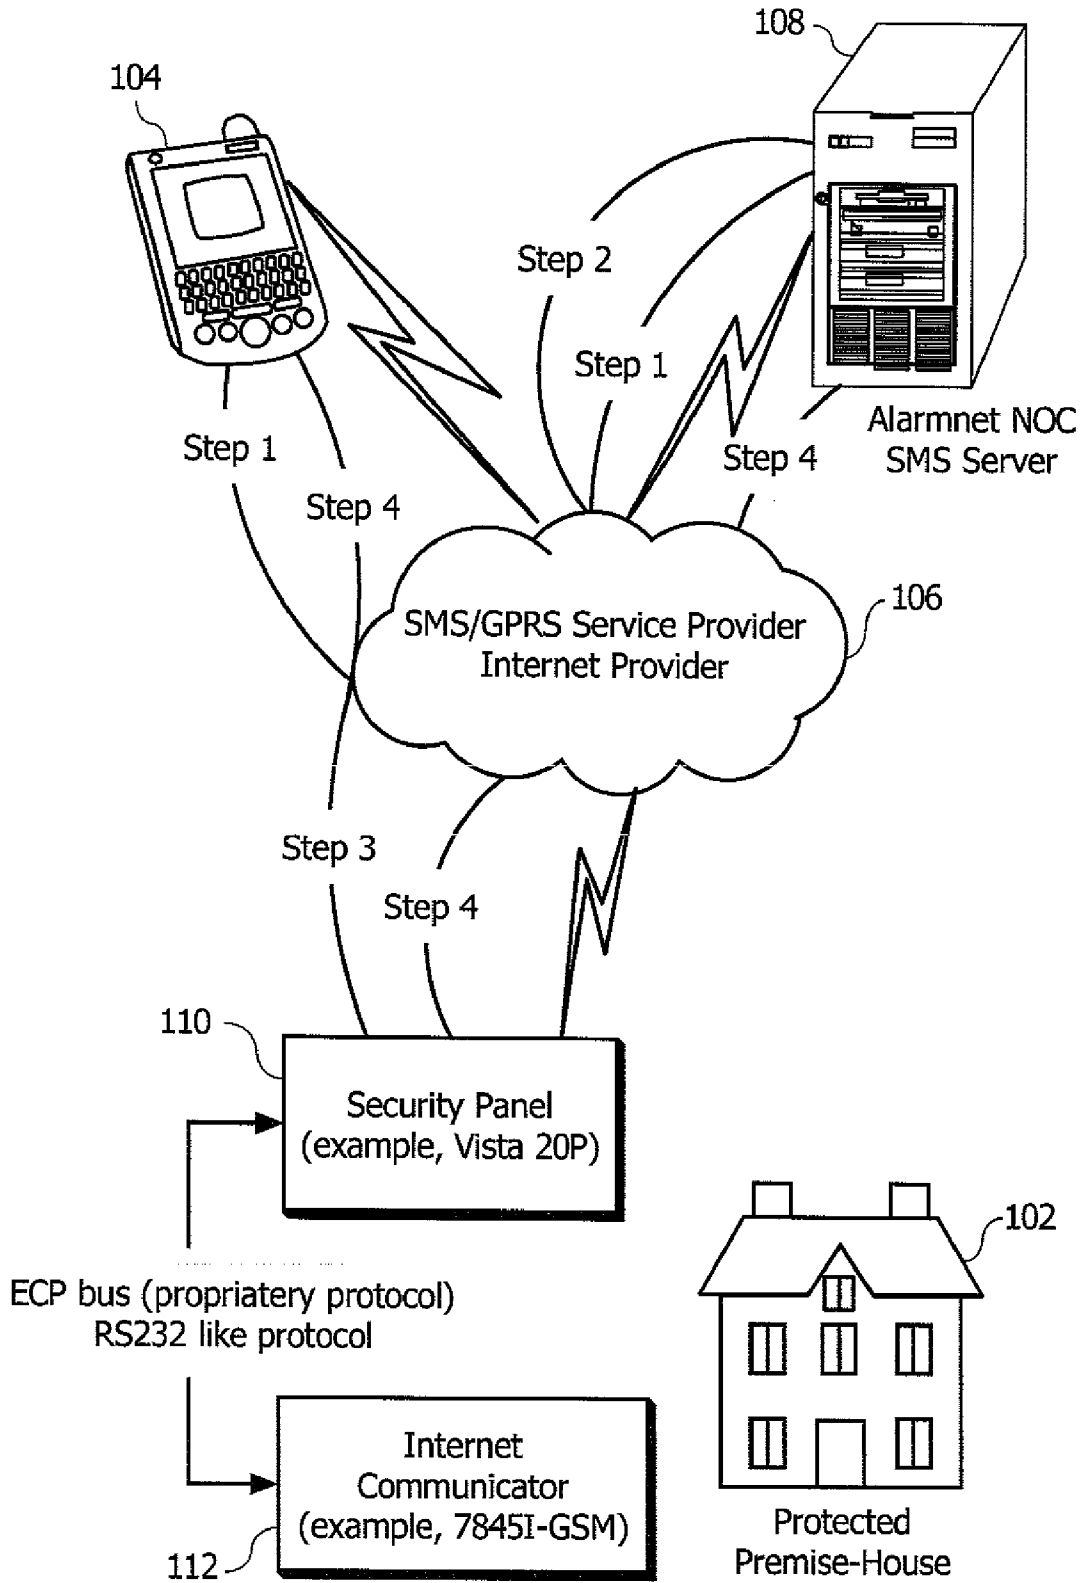 108
104
Step 2
Step 1
Alarmnet NOC
SMS Server
Step 1
Step 4
Step 4
106
SMS/GPRS Service Provider
Internet Provider
Step 3
Step 4
110
Security Panel
(example, Vista 20P)
102
ECP bus (propriatery protocol)
RS232 like protocol
Internet
Communicator
(example, 7845I-GSM)
112
Protected
Premise-House